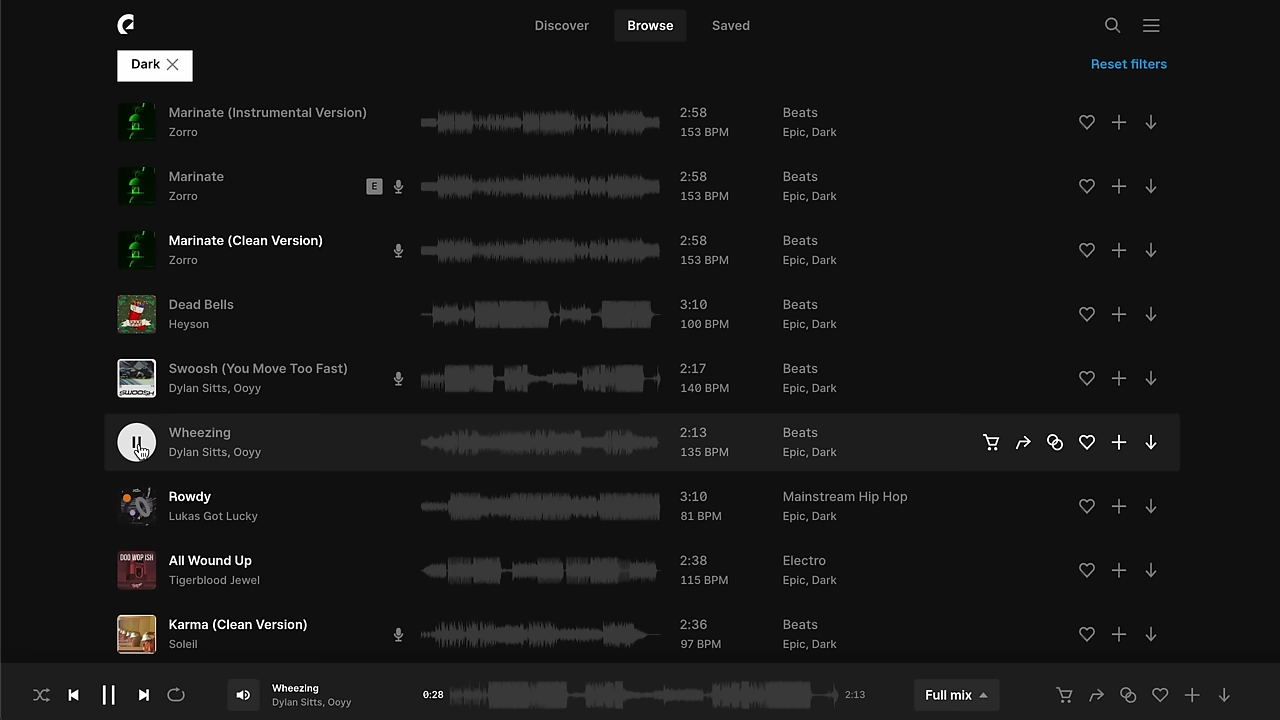 Discover Browse Saved
Dark Reset filters
Marinate (Instrumental Version) 2:58 Beats
Zorro 153 BPM Epic, Dark
Marinate E 2:58 Beats
Zorro 153 BPM Epic, Dark
Marinate (Clean Version) 2:58 Beats
Zorro 153 BPM Epic, Dark
Dead Bells 3:10 Beats
Heyson 100 BPM Epic, Dark
Swoosh (You Move Too Fast) 2:17 Beats
Dylan Sitts, Ooyy 140 BPM Epic, Dark
SWOOSH
Wheezing 2:13 Beats
Dylan Sitts, Ooyy 135 BPM Epic, Dark
Rowdy 3:10 Mainstream Hip Hop
Lukas Got Lucky 81 BPM Epic, Dark
DOO WOP ISH
All Wound Up 2:38 Electro
Tigerblood Jewel 115 BPM Epic, Dark
Karma (Clean Version) 2:36 Beats
Soleil 97 BPM Epic, Dark
Wheezing
Dylan Sitts, Ooyy
0:28 2:13 Full mix